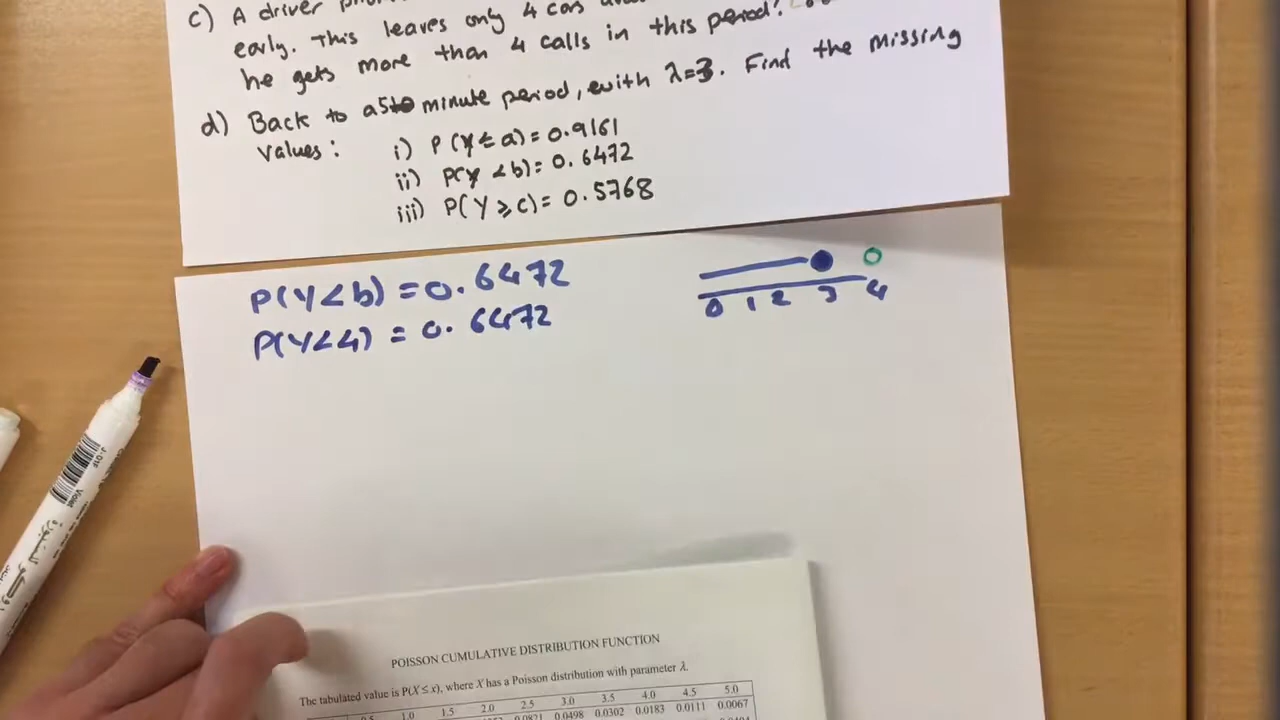 c) A driver
early. This leaves only 4 cars
he gets more than 4 calls in this period?
d) Back to a 5 minute period, with λ=3. Find the missing
values:
i) P(Y≤a)=0.9161
ii) P(Y<b)=0.6472
iii) P(Y≥c)=0.5768
P(Y<b)=0.6472
P(Y<4)=0.6472
0 1 2 3 4
Violet
POISSON CUMULATIVE DISTRIBUTION FUNCTION
The tabulated value is P(X ≤ x), where X has a Poisson distribution with parameter λ.
1.0 1.5 2.0 2.5 3.0 3.5 4.0 4.5 5.0
0.0821 0.0498 0.0302 0.0183 0.0111 0.0067